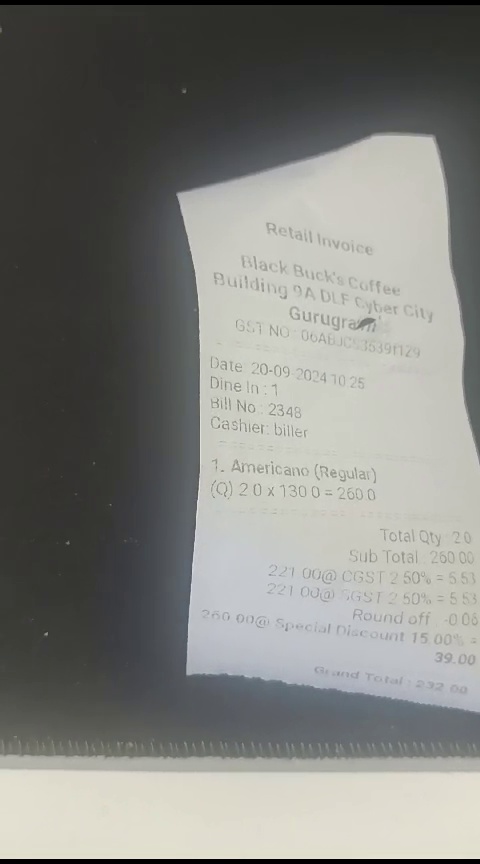 Retail Invoice
Black Buck's Coffee
Building 9A DLF Cyber City
Gurugram
GST NO
Date: 20-09-2024 10:25
Dine In : 1
Bill No : 2348
Cashier: biller
1. Americano (Regular)
(Q) 2.0 x 130.0 = 260.0
Total Qty : 2.0
Sub Total : 260.00
221.00@ CGST 2.50% = 5.53
221.00@ SGST 2.50% = 5.53
Round off : -0.06
260.00@ Special Discount 15.00% =
39.00
Grand Total : 232.00